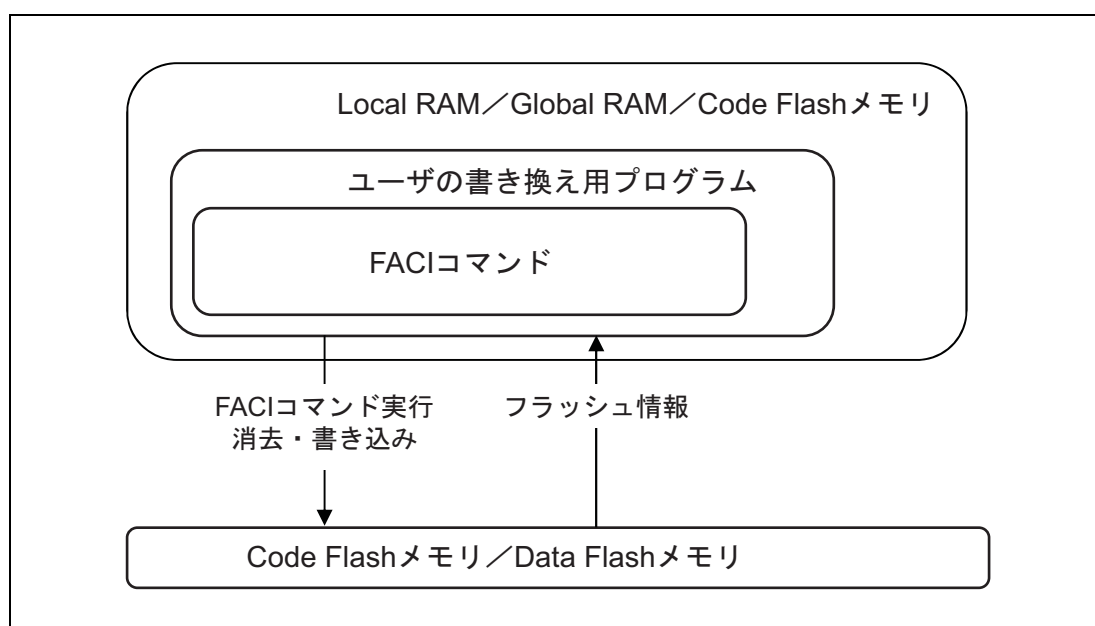 Local RAM／Global RAM／Code Flashメモリ
ユーザの書き換え用プログラム
FACIコマンド
FACIコマンド実行
消去・書き込み
フラッシュ情報
Code Flashメモリ／Data Flashメモリ